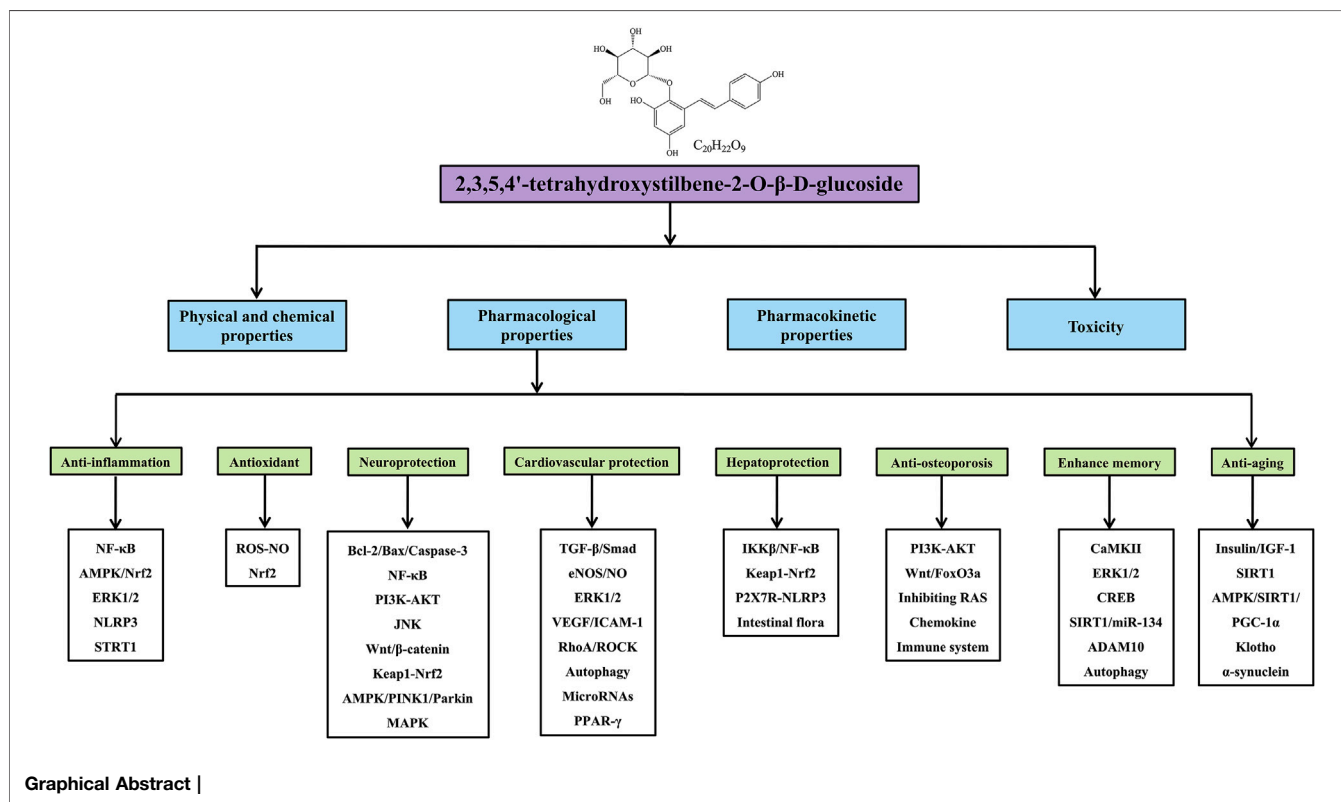 OH
OH
HO
OH
O
OH
O
HO
OH
OH
C20H22O9
2,3,5,4'-tetrahydroxystilbene-2-O-β-D-glucoside
Physical and chemical
properties
Pharmacological
properties
Pharmacokinetic
properties
Toxicity
Anti-inflammation
Antioxidant
Neuroprotection
Cardiovascular protection
Hepatoprotection
Anti-osteoporosis
Enhance memory
Anti-aging
NF-κB
AMPK/Nrf2
ERK1/2
NLRP3
STRT1
ROS-NO
Nrf2
Bcl-2/Bax/Caspase-3
NF-κB
PI3K-AKT
JNK
Wnt/β-catenin
Keap1-Nrf2
AMPK/PINK1/Parkin
MAPK
TGF-β/Smad
eNOS/NO
ERK1/2
VEGF/ICAM-1
RhoA/ROCK
Autophagy
MicroRNAs
PPAR-γ
IKKβ/NF-κB
Keap1-Nrf2
P2X7R-NLRP3
Intestinal flora
PI3K-AKT
Wnt/FoxO3a
Inhibiting RAS
Chemokine
Immune system
CaMKII
ERK1/2
CREB
SIRT1/miR-134
ADAM10
Autophagy
Insulin/IGF-1
SIRT1
AMPK/SIRT1/
PGC-1α
Klotho
α-synuclein
Graphical Abstract |